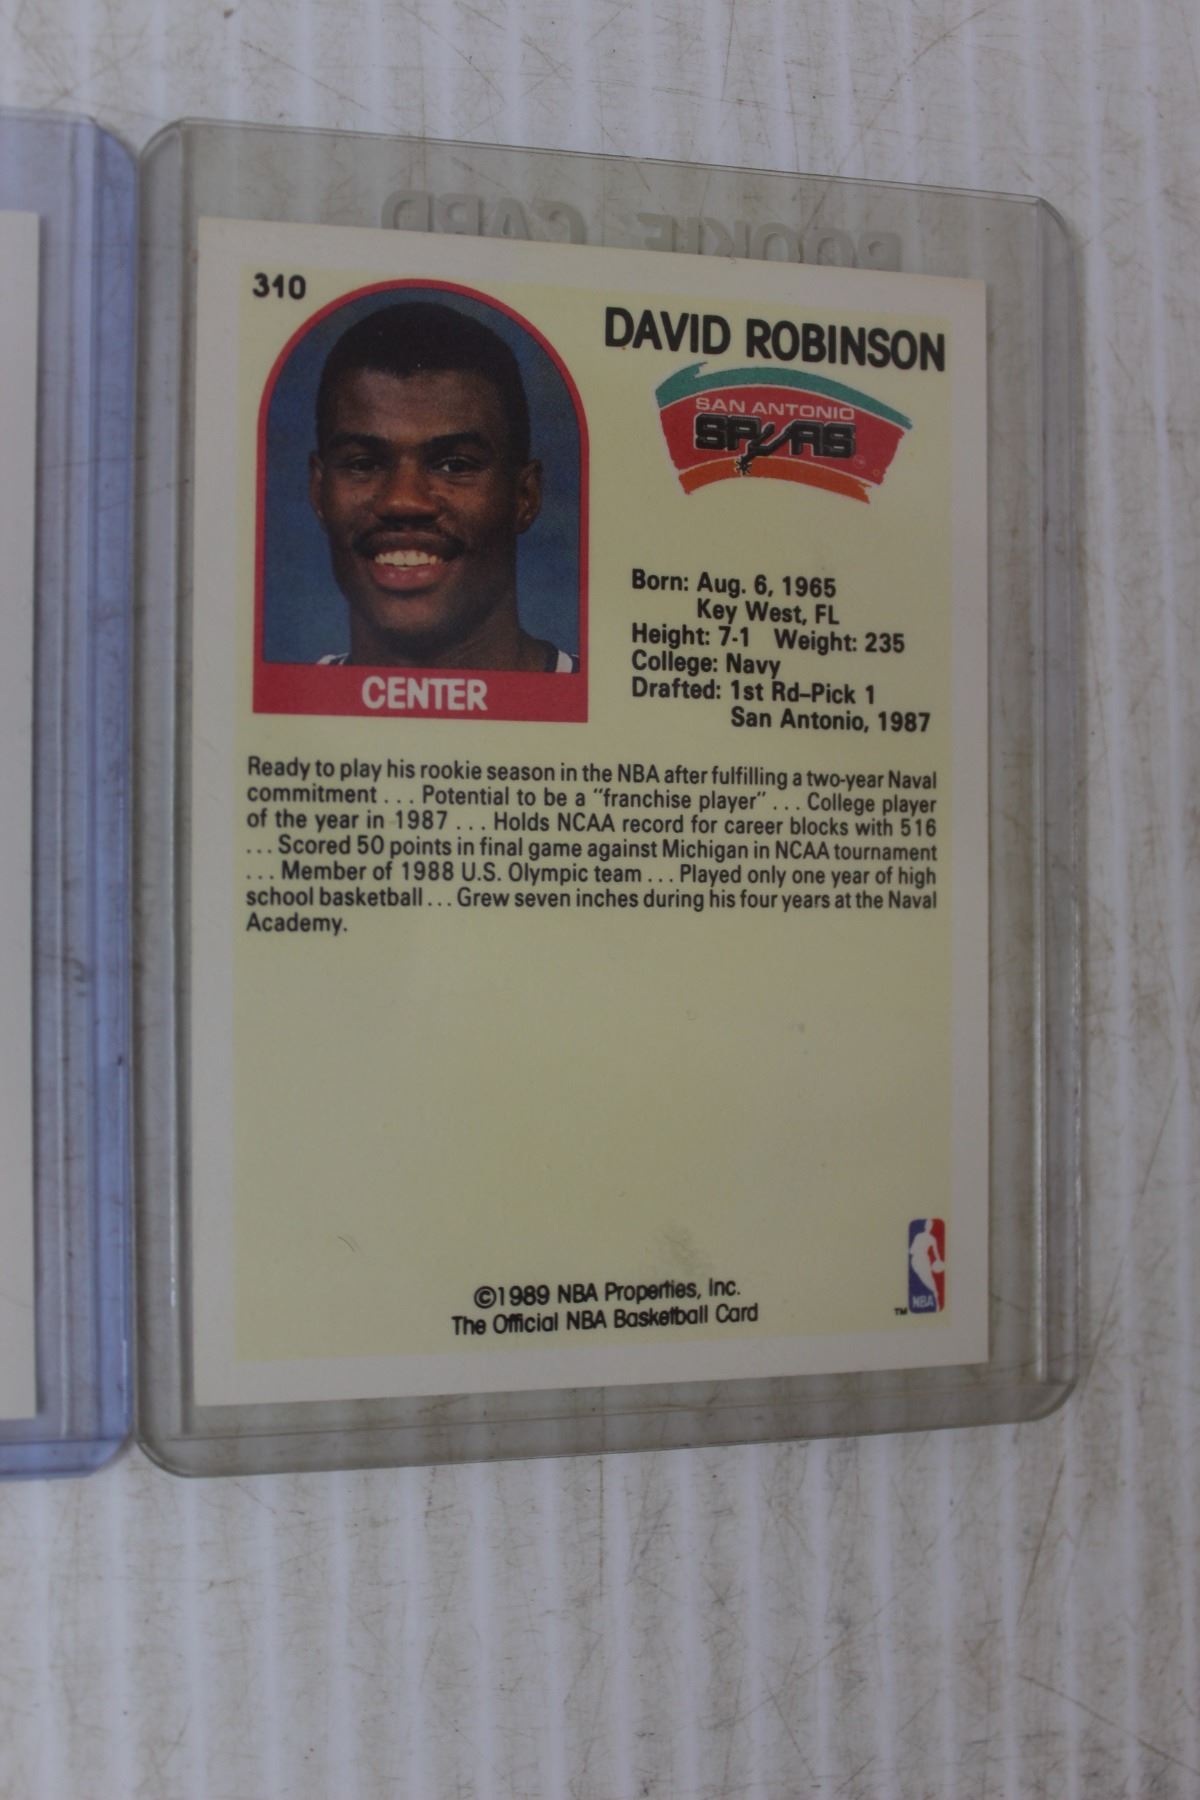 ROOKIE CARD
310
DAVID ROBINSON
SAN ANTONIO
SPURS
CENTER
Born: Aug. 6, 1965
Key West, FL
Height: 7-1 Weight: 235
College: Navy
Drafted: 1st Rd–Pick 1
San Antonio, 1987
Ready to play his rookie season in the NBA after fulfilling a two-year Naval
commitment . . . Potential to be a "franchise player" . . . College player
of the year in 1987 . . . Holds NCAA record for career blocks with 516
. . . Scored 50 points in final game against Michigan in NCAA tournament
. . . Member of 1988 U.S. Olympic team . . . Played only one year of high
school basketball . . . Grew seven inches during his four years at the Naval
Academy.
©1989 NBA Properties, Inc.
The Official NBA Basketball Card
NBA
TM